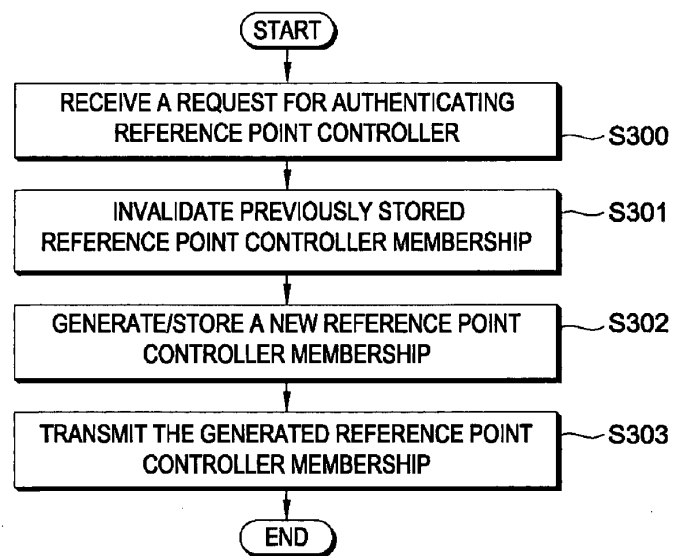 START
RECEIVE A REQUEST FOR AUTHENTICATING
REFERENCE POINT CONTROLLER
S300
INVALIDATE PREVIOUSLY STORED
REFERENCE POINT CONTROLLER MEMBERSHIP
S301
GENERATE/STORE A NEW REFERENCE POINT
CONTROLLER MEMBERSHIP
S302
TRANSMIT THE GENERATED REFERENCE POINT
CONTROLLER MEMBERSHIP
S303
END